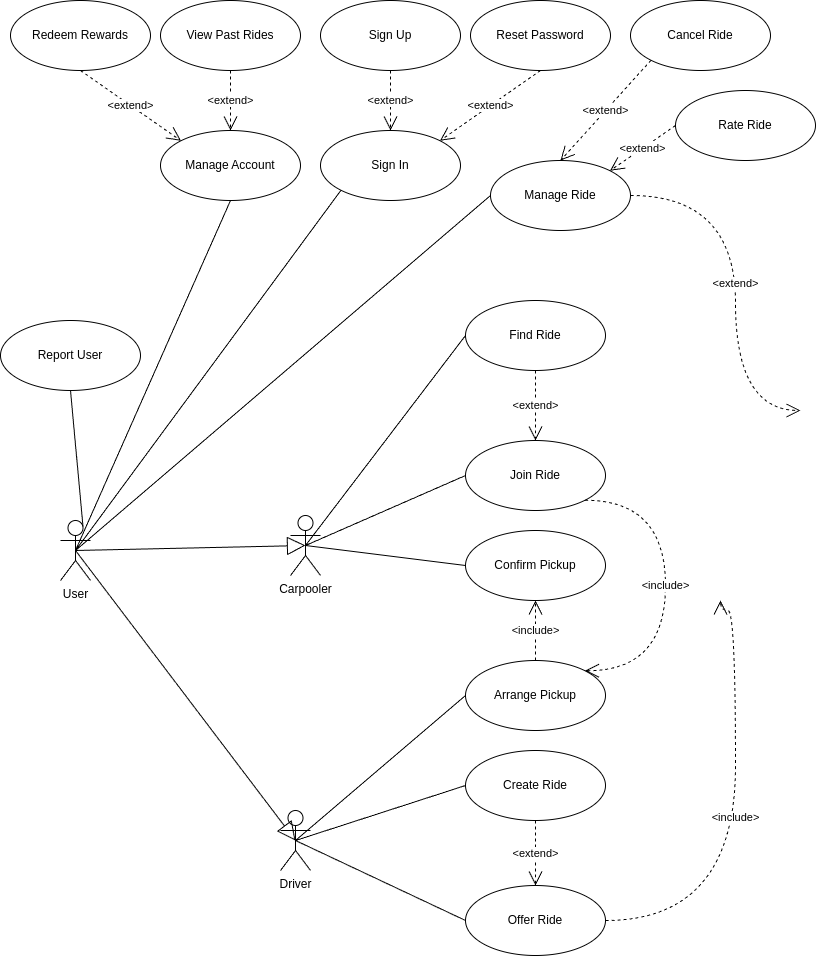 Redeem Rewards
View Past Rides
Sign Up
Reset Password
Cancel Ride
<extend>
<extend>
<extend>
<extend>
<extend>
Rate Ride
<extend>
Manage Account
Sign In
Manage Ride
<extend>
Find Ride
Report User
<extend>
Join Ride
Confirm Pickup
<include>
User
Carpooler
<include>
Arrange Pickup
Create Ride
<include>
<extend>
Driver
Offer Ride